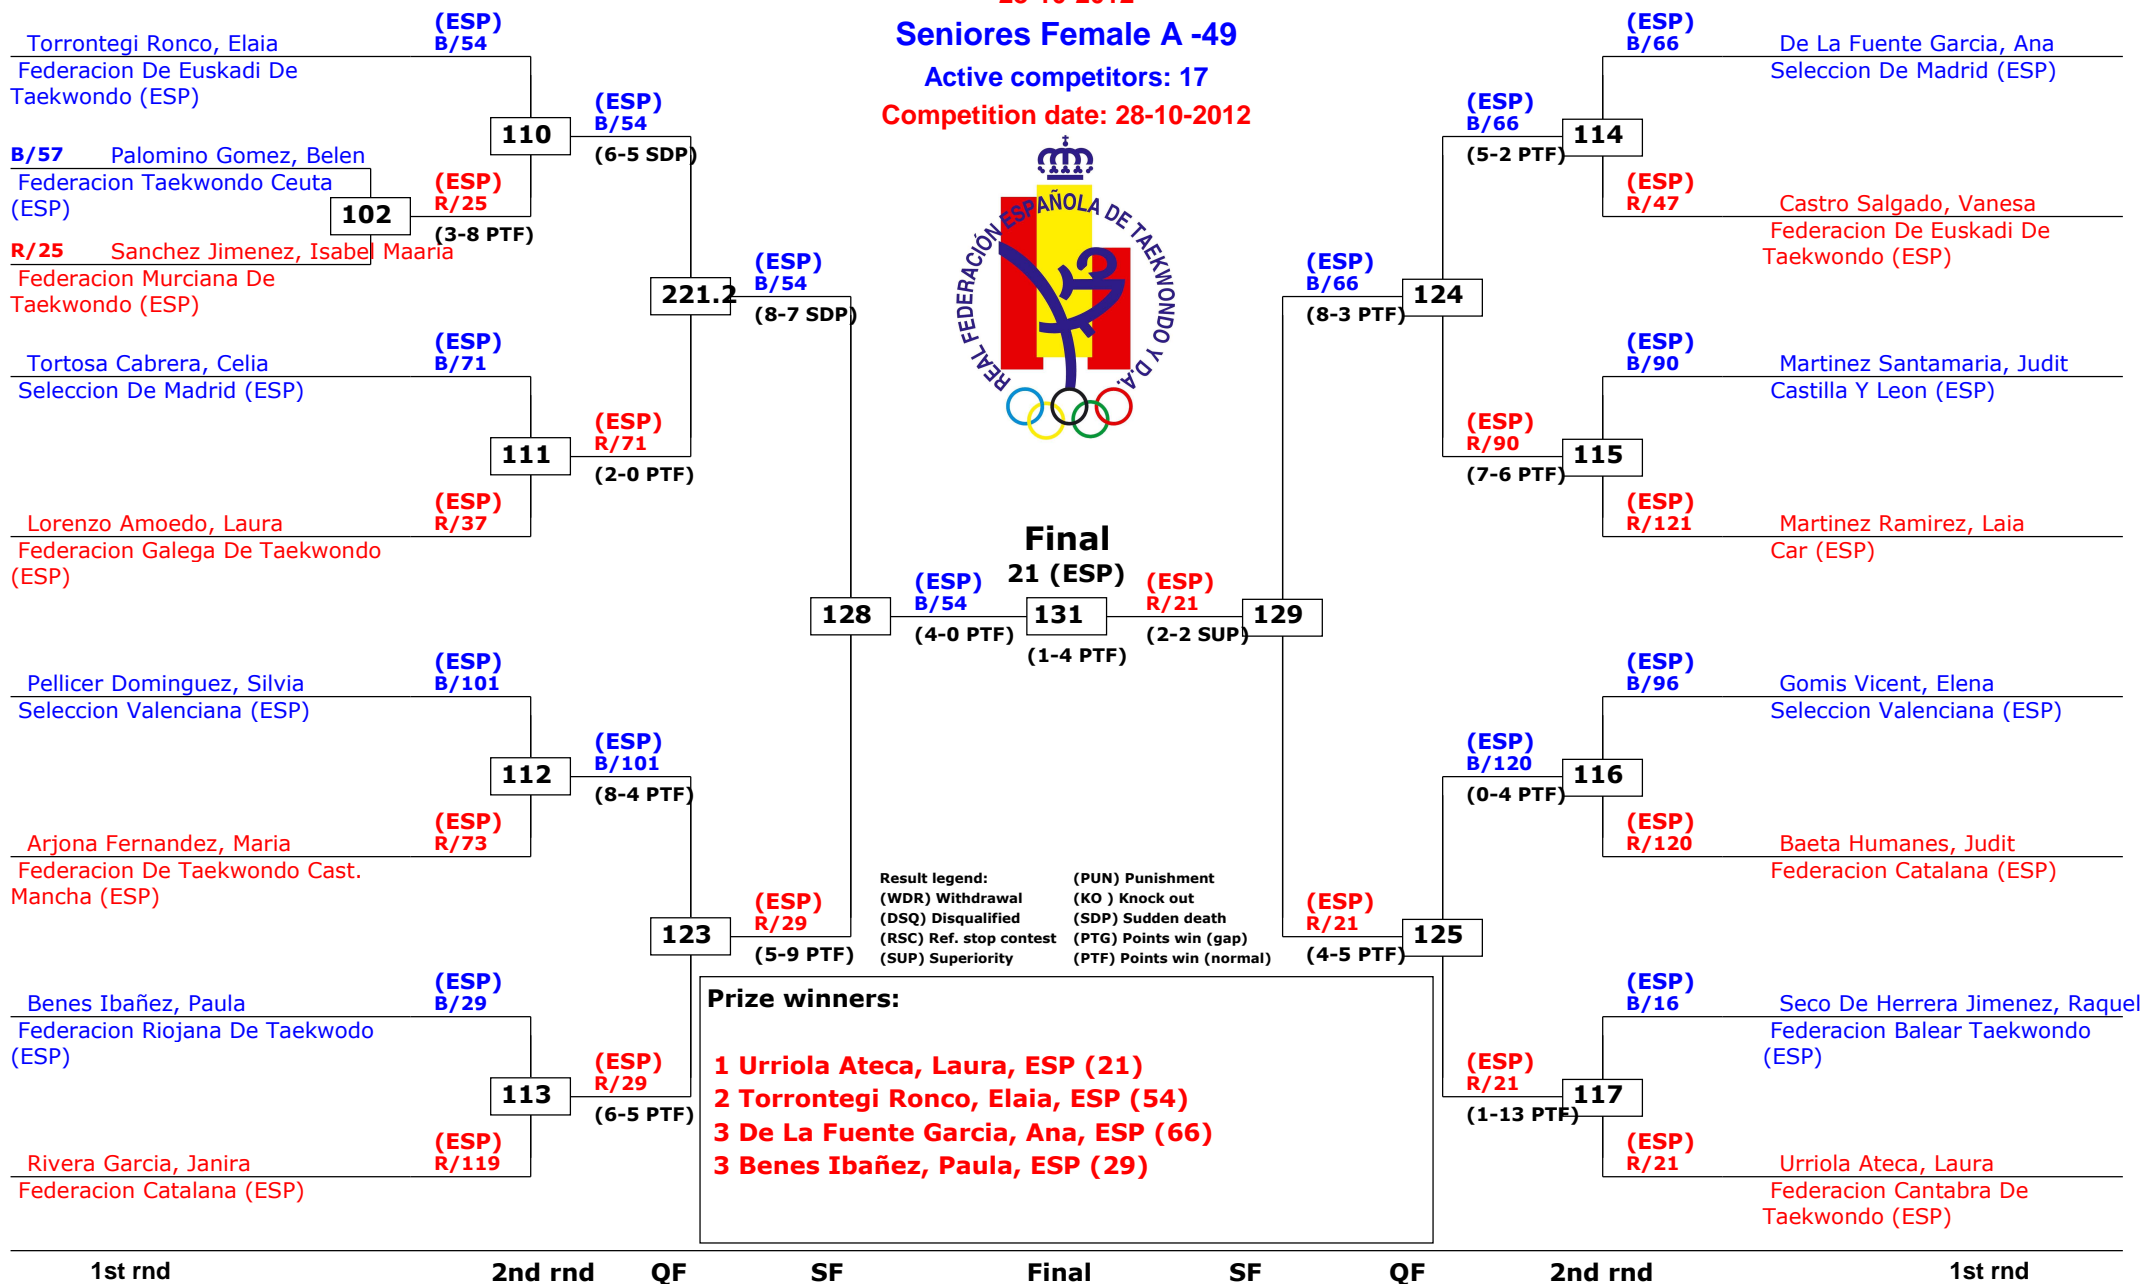 Seniores Female A -49
Active competitors: 17
Competition date: 28-10-2012
REAL FEDERACIÓN ESPAÑOLA DE TAEKWONDO Y D.A.
(ESP)
Torrontegi Ronco, Elaia B/54
Federacion De Euskadi De
Taekwondo (ESP)
110
(ESP)
B/54
(6-5 SDP)
B/57 Palomino Gomez, Belen
Federacion Taekwondo Ceuta
(ESP)
102
(ESP)
R/25
(3-8 PTF)
R/25 Sanchez Jimenez, Isabel Maaria
Federacion Murciana De
Taekwondo (ESP)
221.2
(ESP)
B/54
(8-7 SDP)
(ESP)
Tortosa Cabrera, Celia B/71
Seleccion De Madrid (ESP)
111
(ESP)
R/71
(2-0 PTF)
(ESP)
Lorenzo Amoedo, Laura R/37
Federacion Galega De Taekwondo
(ESP)
128
(ESP)
B/54
(4-0 PTF)
(ESP)
Pellicer Dominguez, Silvia B/101
Seleccion Valenciana (ESP)
112
(ESP)
B/101
(8-4 PTF)
(ESP)
Arjona Fernandez, Maria R/73
Federacion De Taekwondo Cast.
Mancha (ESP)
123
(ESP)
R/29
(5-9 PTF)
(ESP)
Benes Ibañez, Paula B/29
Federacion Riojana De Taekwodo
(ESP)
113
(ESP)
R/29
(6-5 PTF)
(ESP)
Rivera Garcia, Janira R/119
Federacion Catalana (ESP)
Final
21 (ESP)
131
(1-4 PTF)
(ESP)
R/21
(2-2 SUP)
129
(ESP)
B/66 De La Fuente Garcia, Ana
Seleccion De Madrid (ESP)
(ESP)
B/66
(5-2 PTF)
114
(ESP)
R/47 Castro Salgado, Vanesa
Federacion De Euskadi De
Taekwondo (ESP)
(ESP)
B/66
(8-3 PTF)
124
(ESP)
B/90 Martinez Santamaria, Judit
Castilla Y Leon (ESP)
(ESP)
R/90
(7-6 PTF)
115
(ESP)
R/121 Martinez Ramirez, Laia
Car (ESP)
(ESP)
B/96 Gomis Vicent, Elena
Seleccion Valenciana (ESP)
(ESP)
B/120
(0-4 PTF)
116
(ESP)
R/120 Baeta Humanes, Judit
Federacion Catalana (ESP)
(ESP)
R/21
(4-5 PTF)
125
(ESP)
B/16 Seco De Herrera Jimenez, Raquel
Federacion Balear Taekwondo
(ESP)
(ESP)
R/21
(1-13 PTF)
117
(ESP)
R/21 Urriola Ateca, Laura
Federacion Cantabra De
Taekwondo (ESP)
Result legend: (PUN) Punishment
(WDR) Withdrawal (KO ) Knock out
(DSQ) Disqualified (SDP) Sudden death
(RSC) Ref. stop contest (PTG) Points win (gap)
(SUP) Superiority (PTF) Points win (normal)
Prize winners:
1 Urriola Ateca, Laura, ESP (21)
2 Torrontegi Ronco, Elaia, ESP (54)
3 De La Fuente Garcia, Ana, ESP (66)
3 Benes Ibañez, Paula, ESP (29)
1st rnd 2nd rnd QF SF Final SF QF 2nd rnd 1st rnd